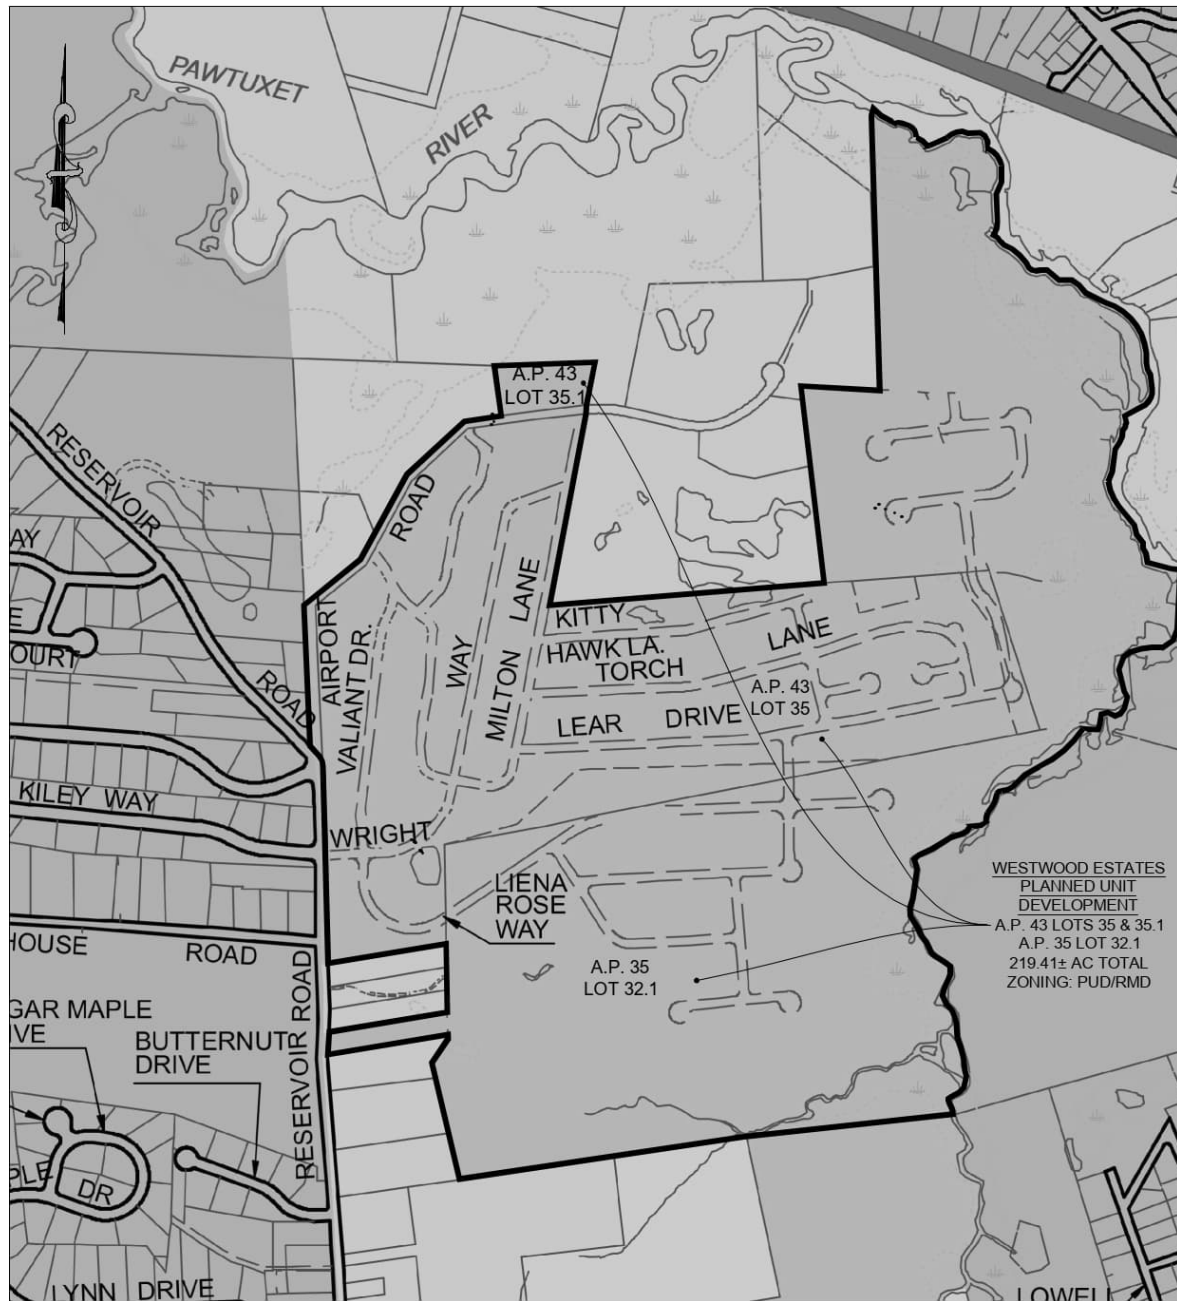 PAWTUXET
RIVER
A.P. 43
LOT 35.1
RESERVOIR
ROAD
ROAD
AIRPORT
VALIANT DR.
WAY
MILTON LANE
KITTY
HAWK LA.
TORCH LANE
A.P. 43
LOT 35
LEAR DRIVE
AY
E
OURT
KILEY WAY
WRIGHT
LIENA
ROSE
WAY
WESTWOOD ESTATES
PLANNED UNIT
DEVELOPMENT
A.P. 43 LOTS 35 & 35.1
A.P. 35 LOT 32.1
219.41± AC TOTAL
ZONING: PUD/RMD
HOUSE ROAD
A.P. 35
LOT 32.1
RESERVOIR ROAD
GAR MAPLE
IVE
BUTTERNUT
DRIVE
PLE DR
LYNN DRIVE
LOWELL